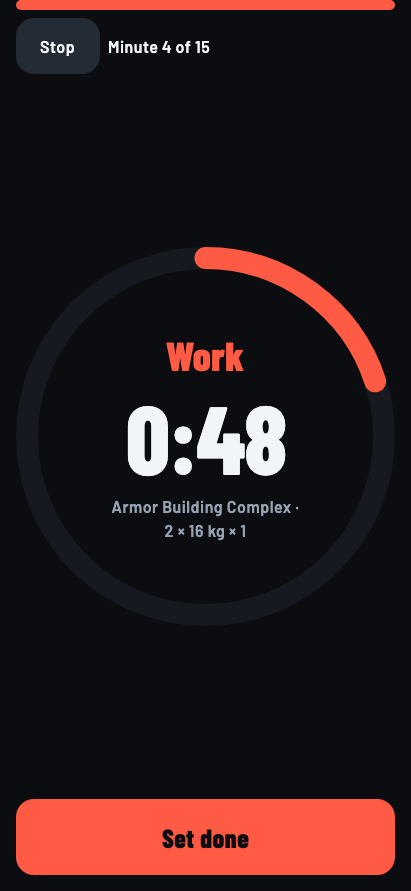 Stop
Minute 4 of 15
Work
0:48
Armor Building Complex ·
2 × 16 kg × 1
Set done